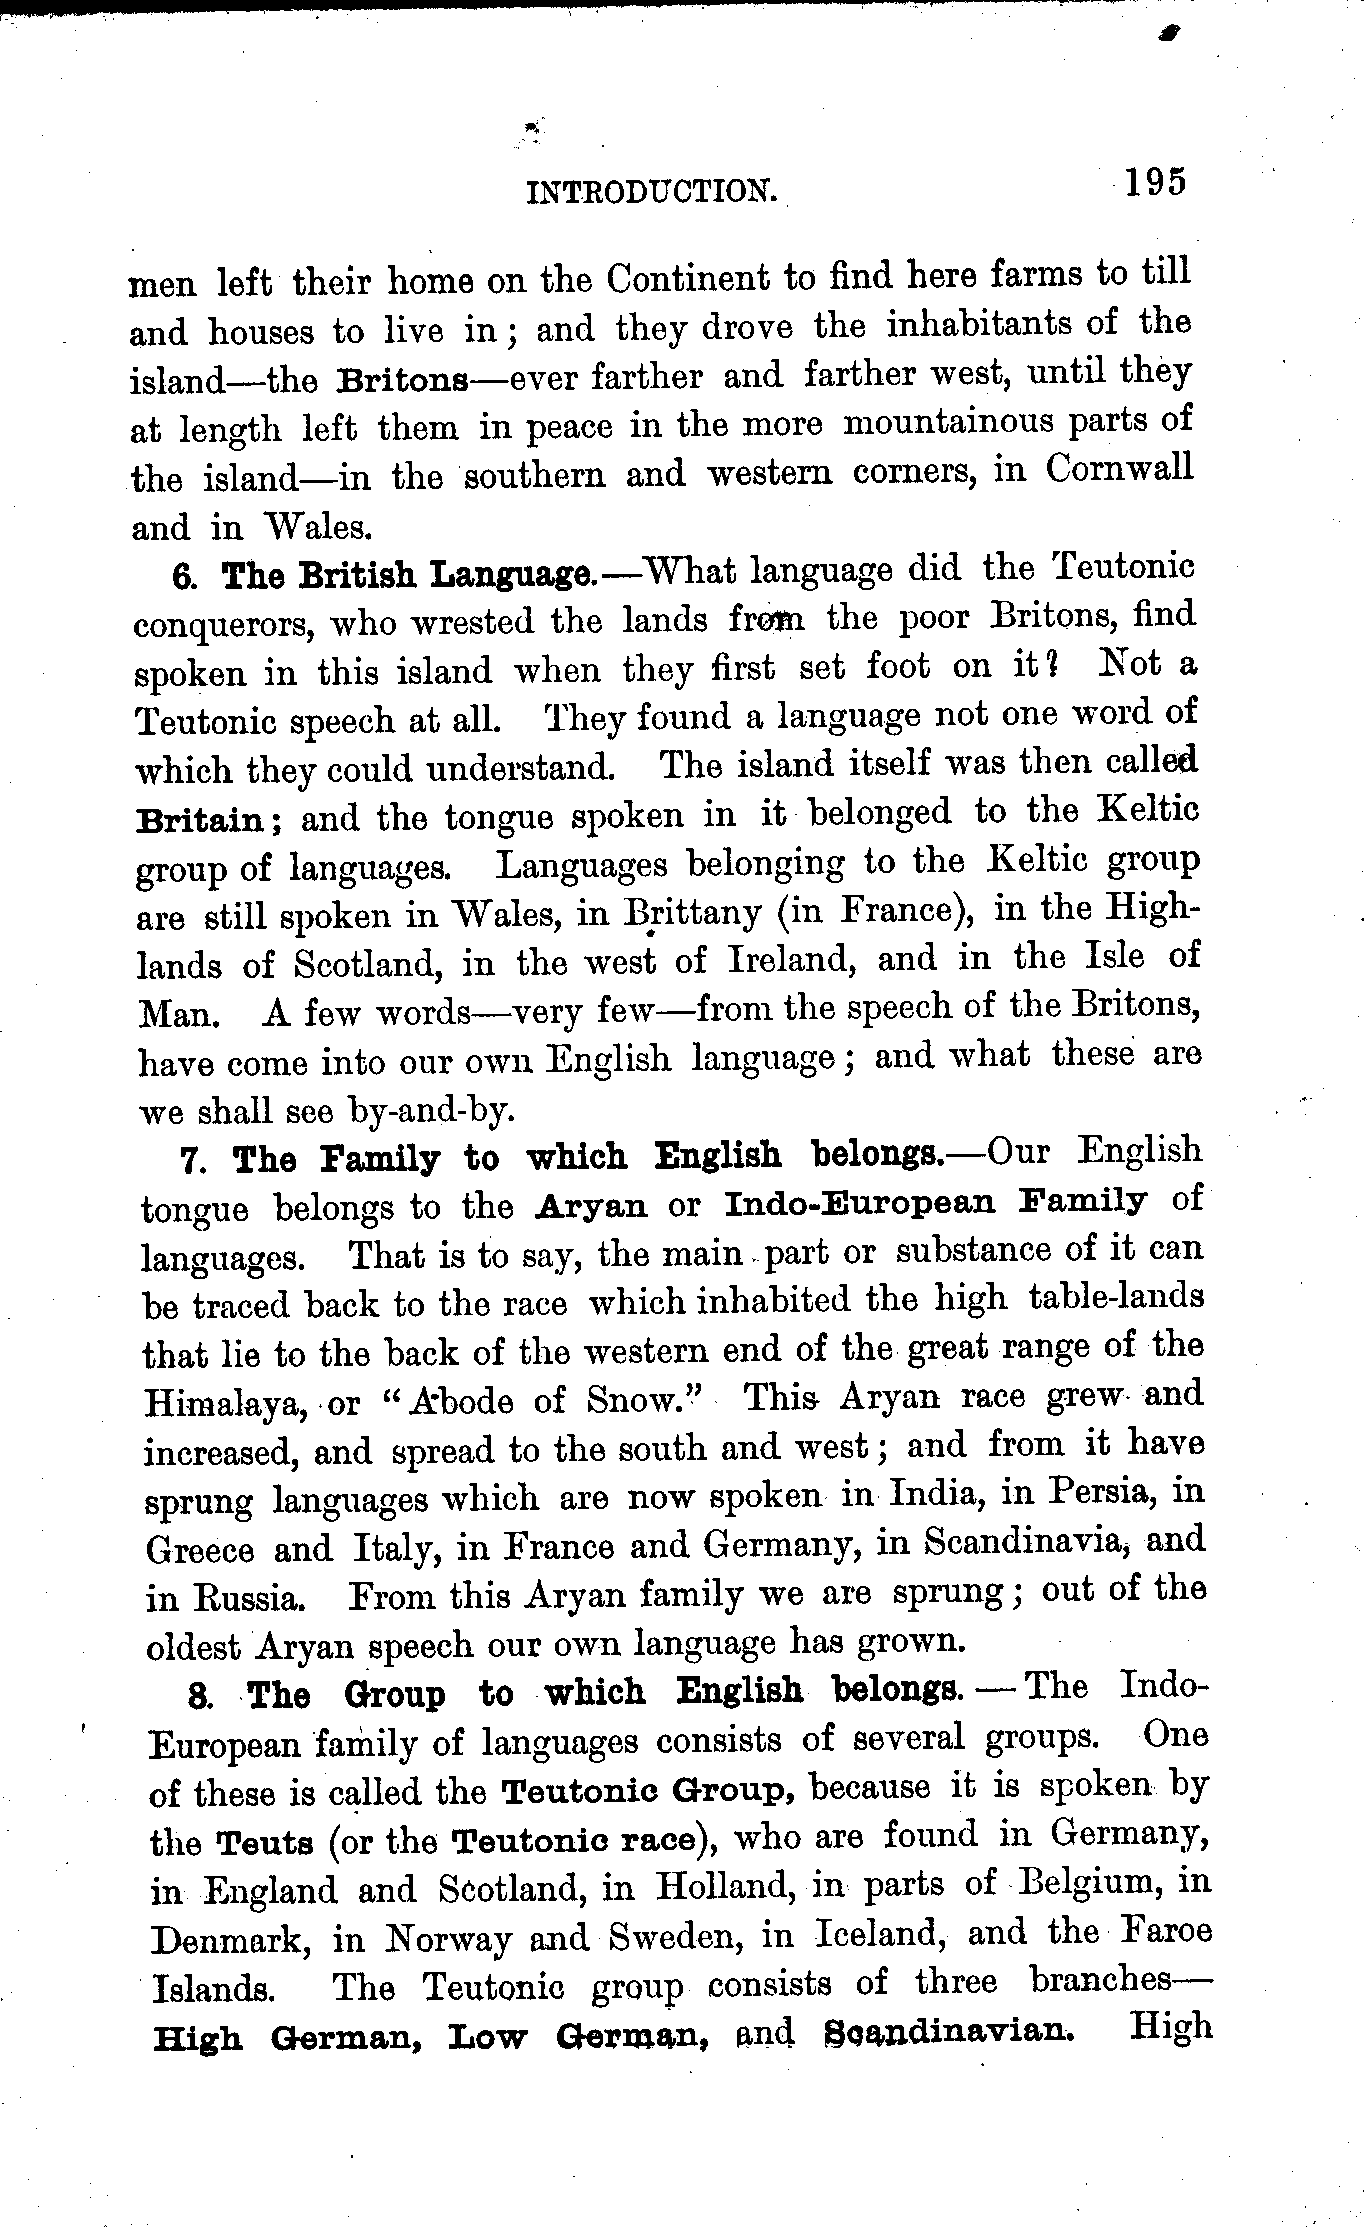 INTRODUCTION. 195
men left their home on the Continent to find here farms to till
and houses to live in; and they drove the inhabitants of the
island—the Britons—ever farther and farther west, until they
at length left them in peace in the more mountainous parts of
the island—in the southern and western corners, in Cornwall
and in Wales.
6. The British Language.—What language did the Teutonic
conquerors, who wrested the lands from the poor Britons, find
spoken in this island when they first set foot on it? Not a
Teutonic speech at all. They found a language not one word of
which they could understand. The island itself was then called
Britain; and the tongue spoken in it belonged to the Keltic
group of languages. Languages belonging to the Keltic group
are still spoken in Wales, in Brittany (in France), in the High-
lands of Scotland, in the west of Ireland, and in the Isle of
Man. A few words—very few—from the speech of the Britons,
have come into our own English language; and what these are
we shall see by-and-by.
7. The Family to which English belongs.—Our English
tongue belongs to the Aryan or Indo-European Family of
languages. That is to say, the main part or substance of it can
be traced back to the race which inhabited the high table-lands
that lie to the back of the western end of the great range of the
Himalaya, or "Abode of Snow." This Aryan race grew and
increased, and spread to the south and west; and from it have
sprung languages which are now spoken in India, in Persia, in
Greece and Italy, in France and Germany, in Scandinavia, and
in Russia. From this Aryan family we are sprung; out of the
oldest Aryan speech our own language has grown.
8. The Group to which English belongs.—The Indo-
European family of languages consists of several groups. One
of these is called the Teutonic Group, because it is spoken by
the Teuts (or the Teutonic race), who are found in Germany,
in England and Scotland, in Holland, in parts of Belgium, in
Denmark, in Norway and Sweden, in Iceland, and the Faroe
Islands. The Teutonic group consists of three branches—
High German, Low German, and Scandinavian. High